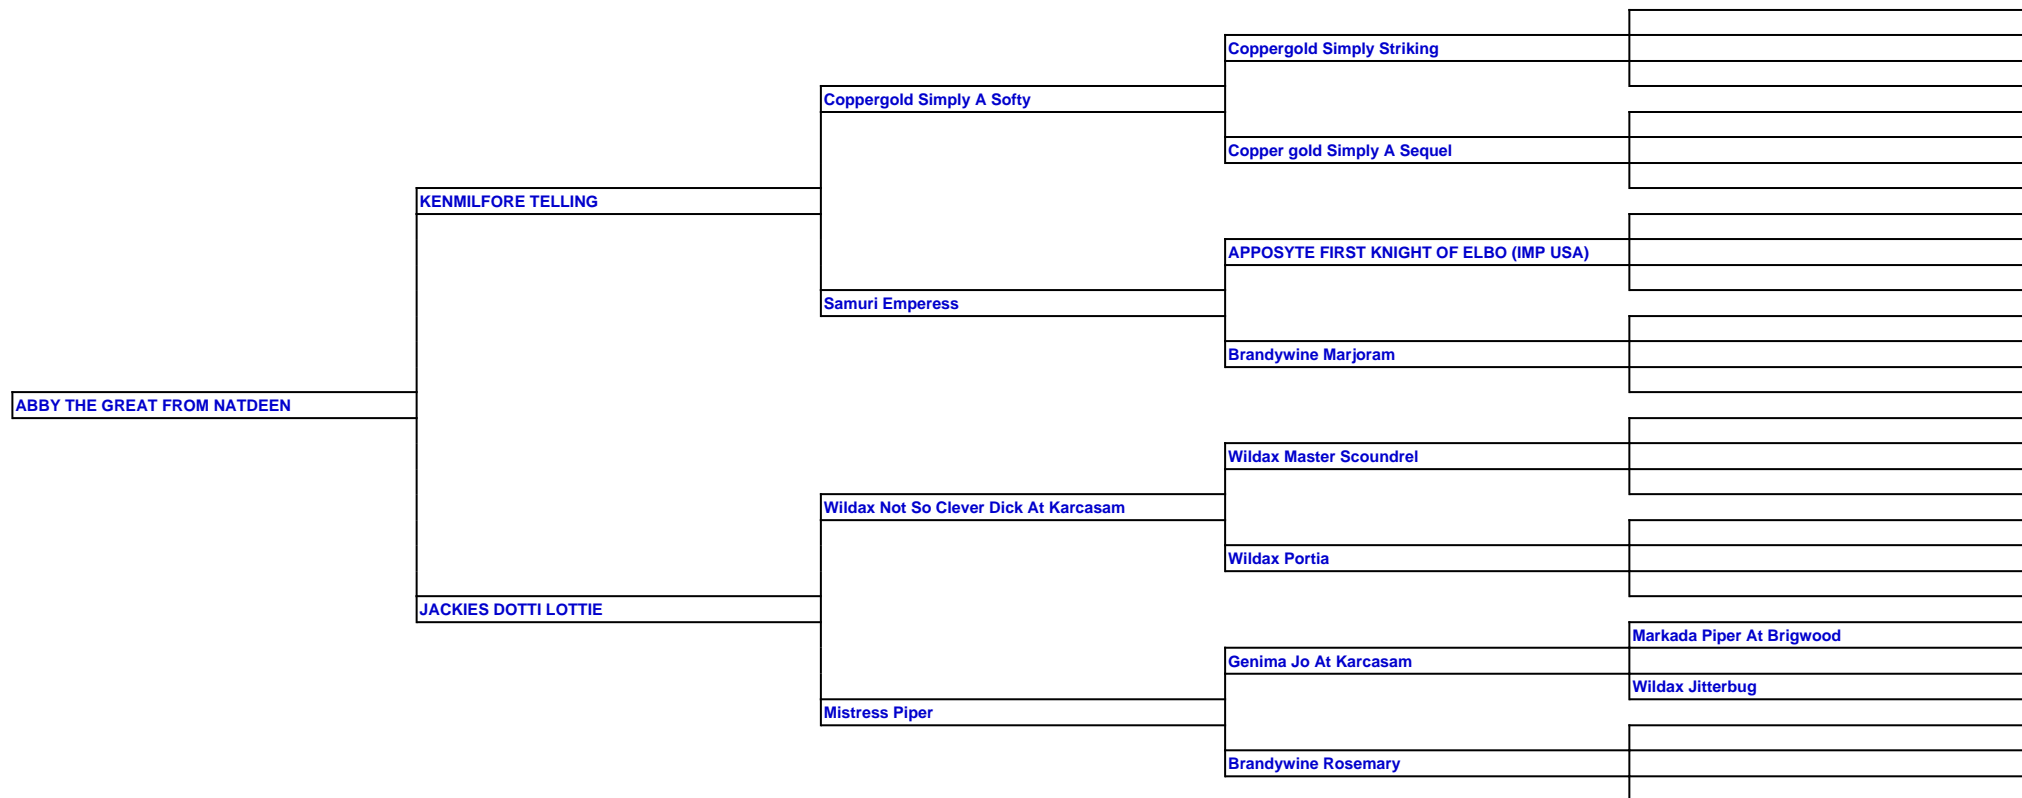 Coppergold Simply Striking
Coppergold Simply A Softy
Copper gold Simply A Sequel
KENMILFORE TELLING
APPOSYTE FIRST KNIGHT OF ELBO (IMP USA)
Samuri Emperess
Brandywine Marjoram
ABBY THE GREAT FROM NATDEEN
Wildax Master Scoundrel
Wildax Not So Clever Dick At Karcasam
Wildax Portia
JACKIES DOTTI LOTTIE
Markada Piper At Brigwood
Genima Jo At Karcasam
Wildax Jitterbug
Mistress Piper
Brandywine Rosemary